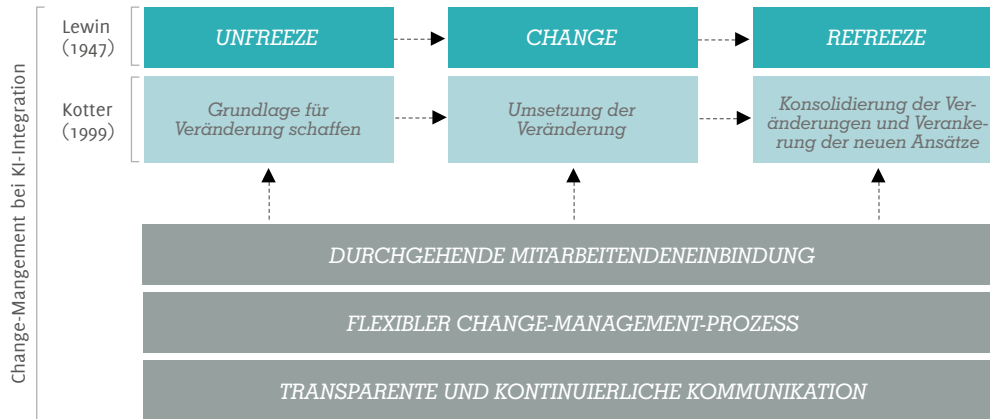 Change-Mangement bei KI-Integration
Lewin
(1947)
UNFREEZE
CHANGE
REFREEZE
Kotter
(1999)
Grundlage für
Veränderung schaffen
Umsetzung der
Veränderung
Konsolidierung der Ver-
änderungen und Veranke-
rung der neuen Ansätze
DURCHGEHENDE MITARBEITENDENEINBINDUNG
FLEXIBLER CHANGE-MANAGEMENT-PROZESS
TRANSPARENTE UND KONTINUIERLICHE KOMMUNIKATION